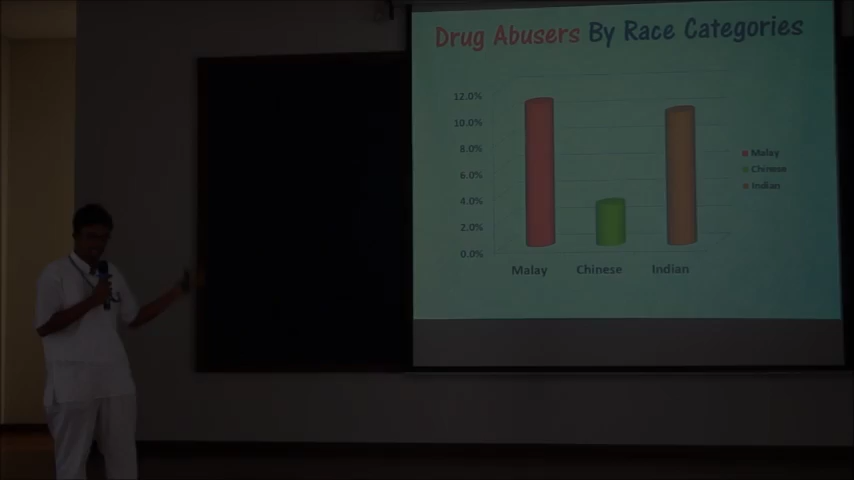 Drug Abusers By Race Categories
12.0%
10.0%
8.0%
6.0%
4.0%
2.0%
0.0%
Malay Chinese Indian
Malay
Chinese
Indian